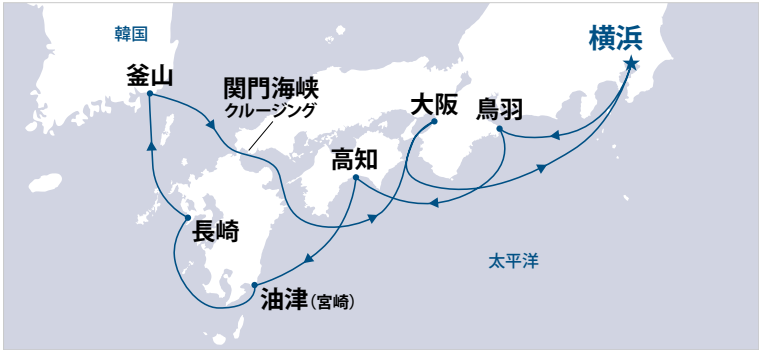 韓国
横浜
釜山
関門海峡
クルージング
大阪
鳥羽
高知
長崎
太平洋
油津(宮崎)